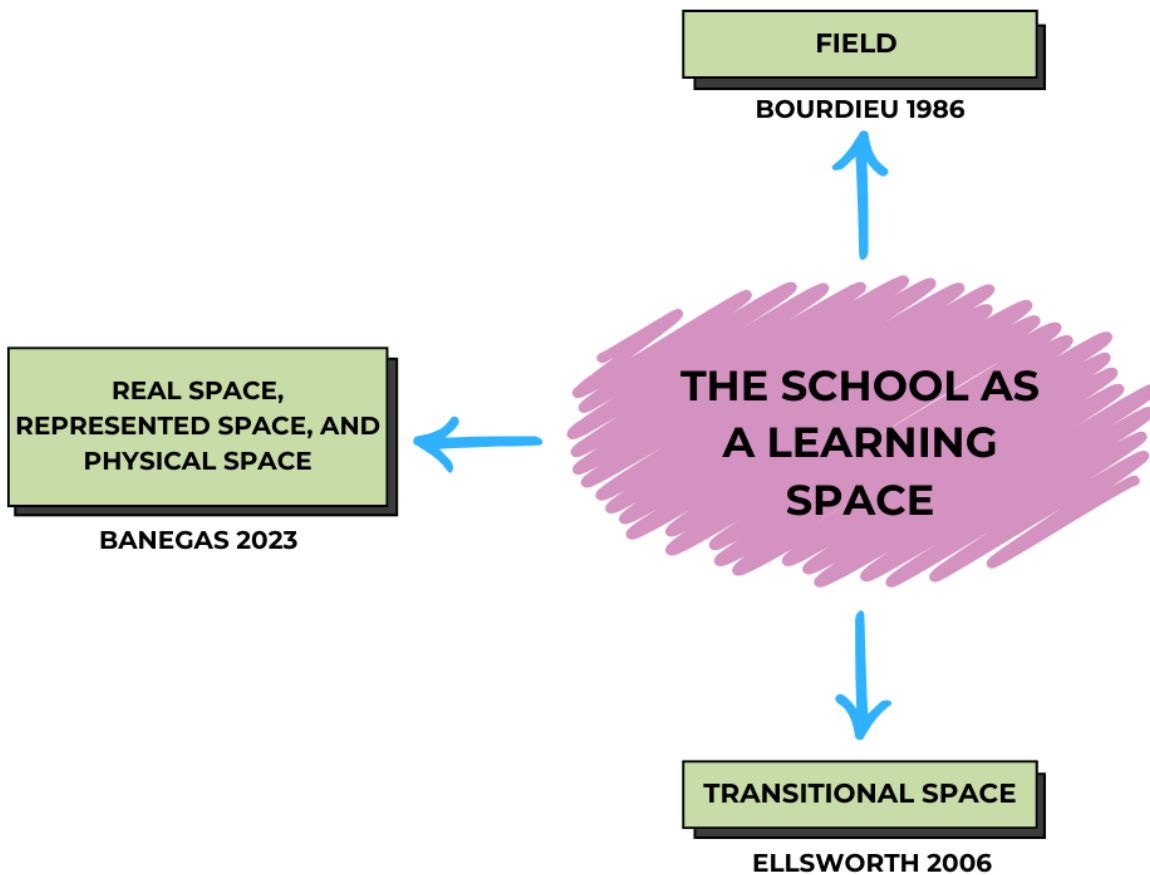 FIELD
BOURDIEU 1986
THE SCHOOL AS
A LEARNING
SPACE
REAL SPACE,
REPRESENTED SPACE, AND
PHYSICAL SPACE
BANEGAS 2023
TRANSITIONAL SPACE
ELLSWORTH 2006